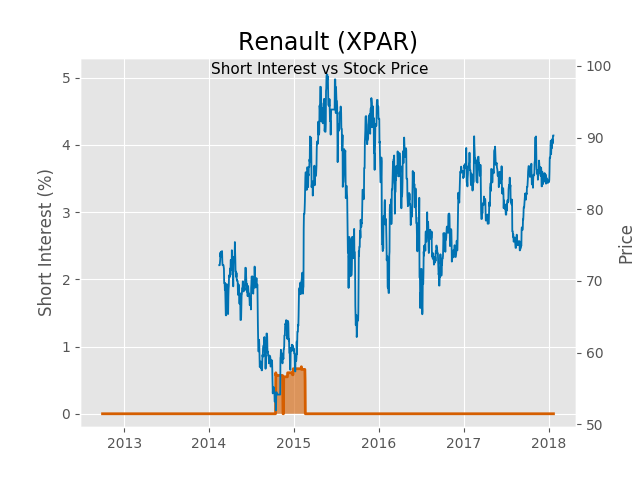 Renault (XPAR)
Short Interest vs Stock Price
Short Interest (%)
5
4
3
2
1
0
100
90
80
70
60
50
Price
2013 2014 2015 2016 2017 2018